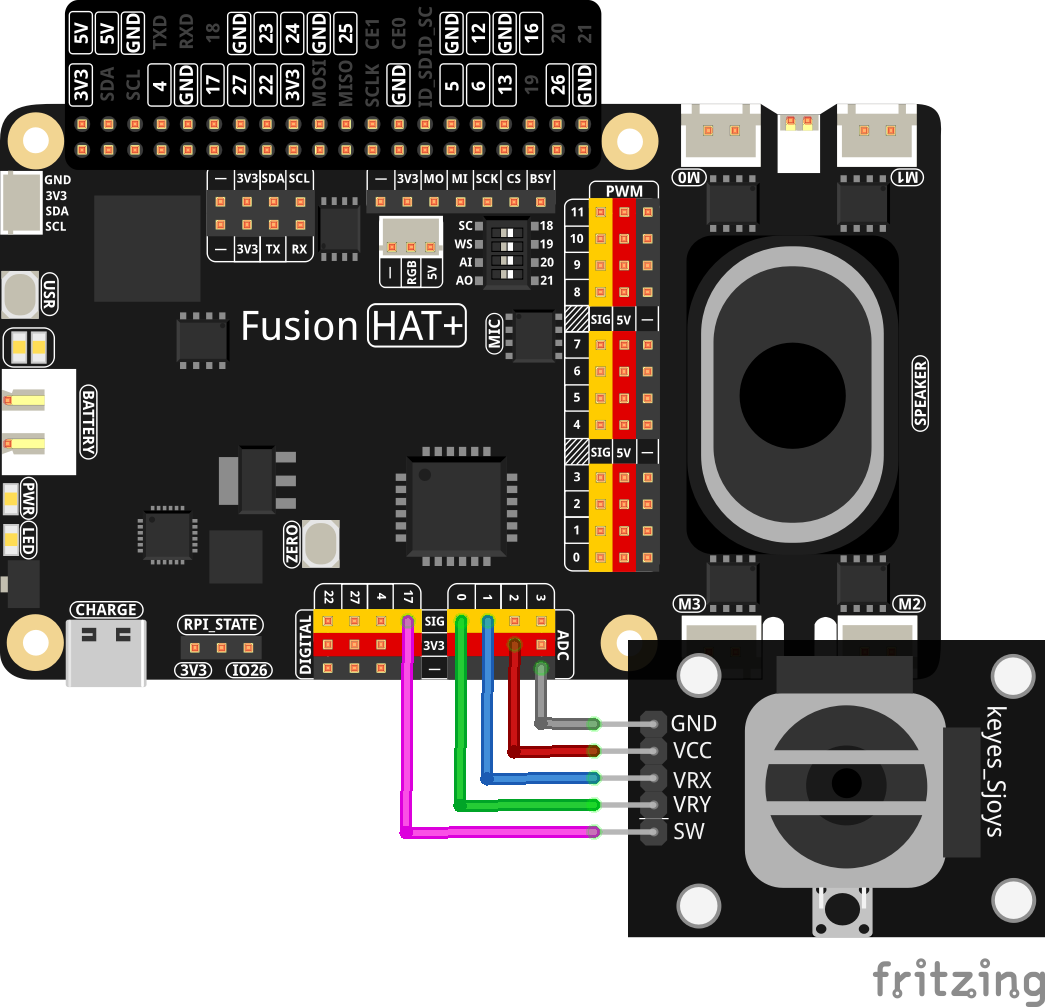 5V 5V GND TXD RXD 18 GND 23 24 GND 25 CE1 CE0 ID_SC GND 12 GND 16 20 21
3V3 SDA SCL 4 GND 17 27 22 3V3 MOSI MISO SCLK GND ID_SD 5 6 13 19 26 GND
GND
3V3
SDA
SCL
— 3V3 SDA SCL
— 3V3 TX RX
— 3V3 MO MI SCK CS BSY
— RGB 5V
SC 18
WS 19
AI 20
AO 21
PWM
11
10
9
8
SIG 5V —
7
6
5
4
SIG 5V —
3
2
1
0
M0
M1
USR
Fusion HAT+
MIC
BATTERY
SPEAKER
PWR
LED
ZERO
CHARGE
RPI_STATE
3V3 IO26
22 27 4 17 0 1 2 3
DIGITAL
SIG
3V3
—
ADC
M3
M2
GND
VCC
VRX
VRY
SW
keyes_Sjoys
fritzing